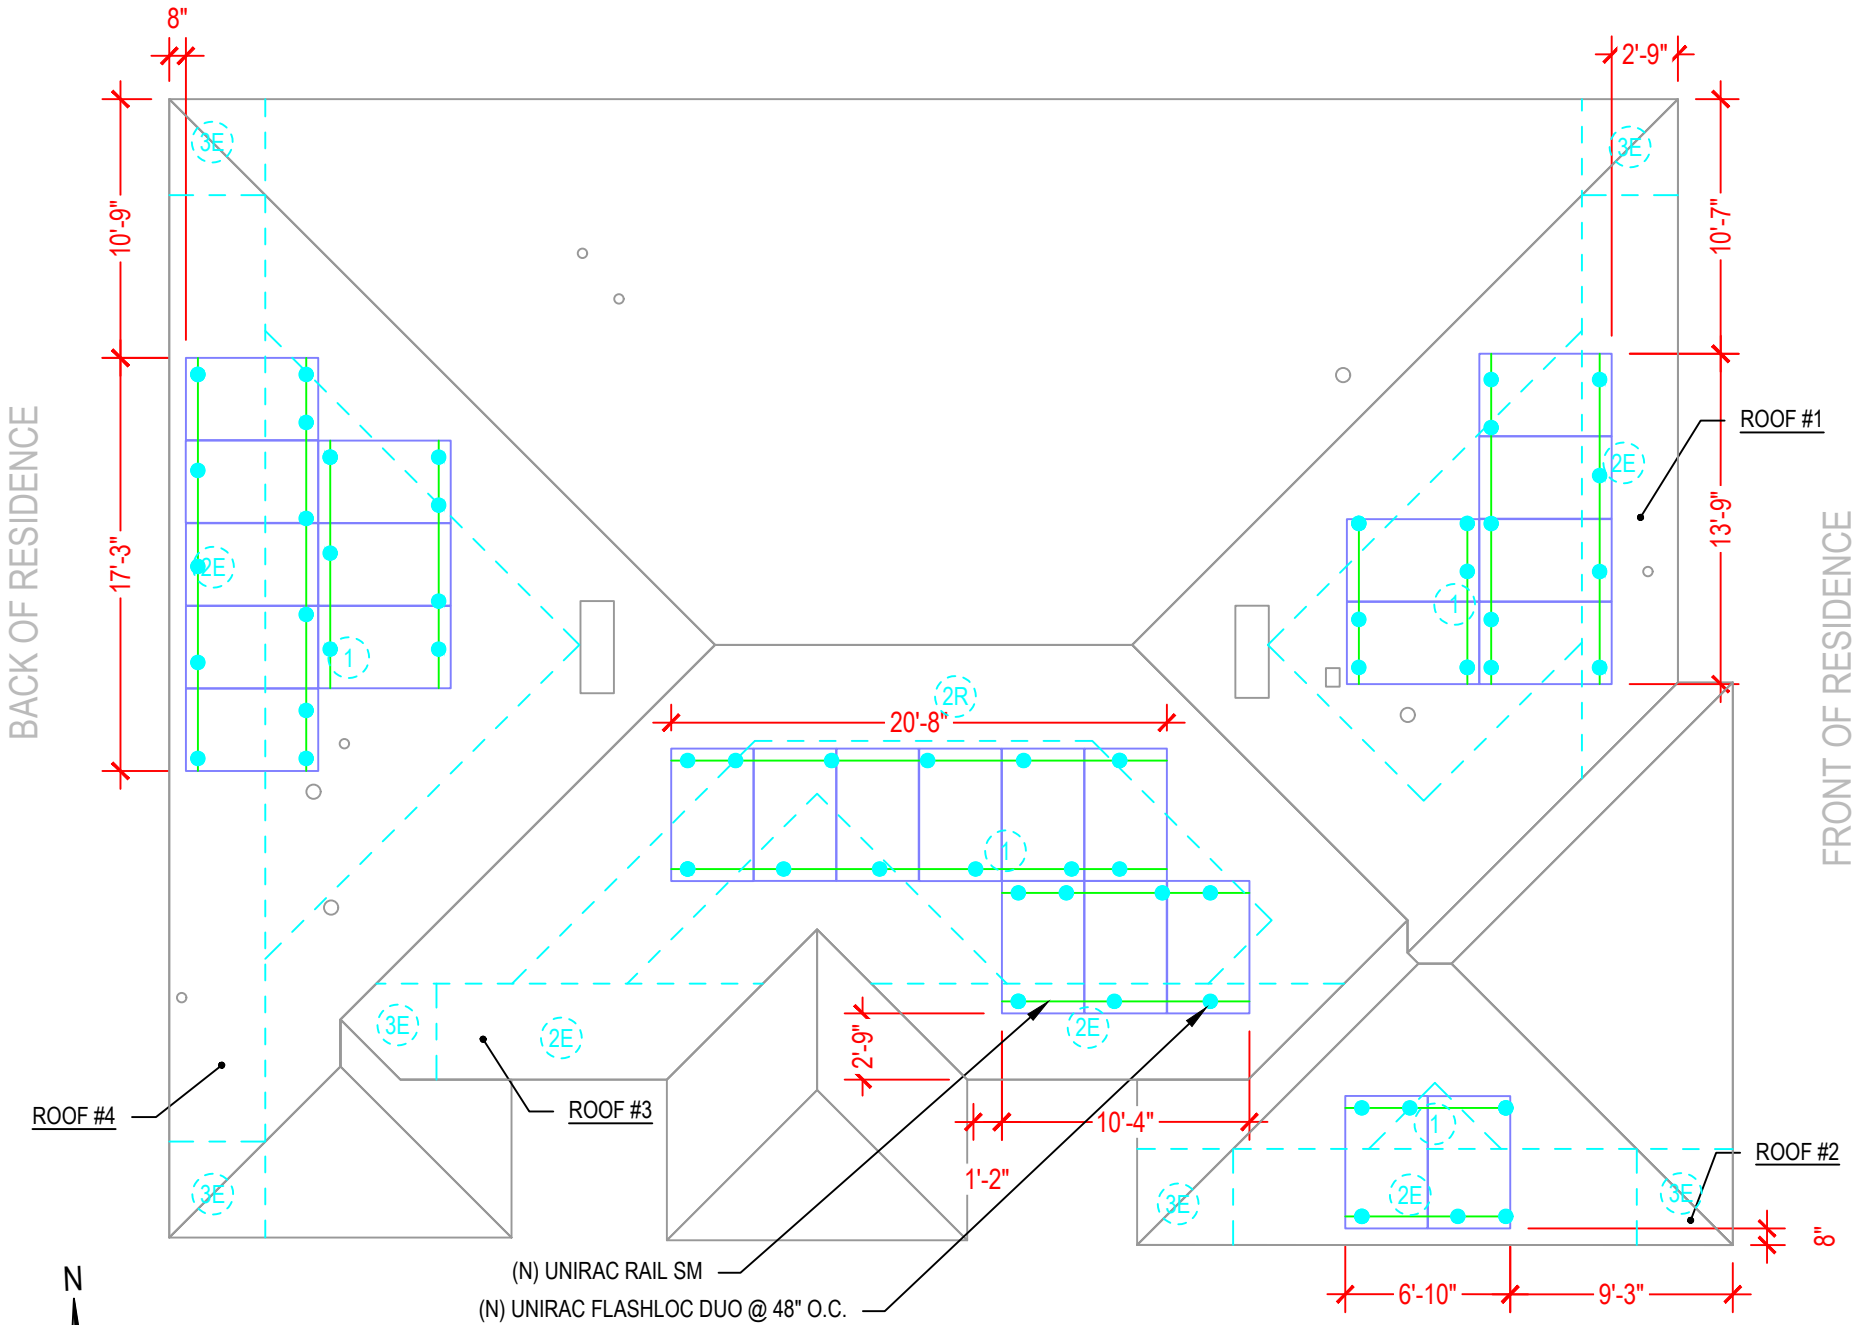 8"
2'-9"
3E
3E
10'-9"
10'-7"
BACK OF RESIDENCE
ROOF #1
2E
FRONT OF RESIDENCE
17'-3"
13'-9"
2E
1
1
2R
20'-8"
1
3E
2E
2E
2'-9"
ROOF #4
ROOF #3
10'-4"
1
1'-2"
ROOF #2
3E
3E
2E
3E
8"
N
(N) UNIRAC RAIL SM
6'-10"
9'-3"
(N) UNIRAC FLASHLOC DUO @ 48" O.C.